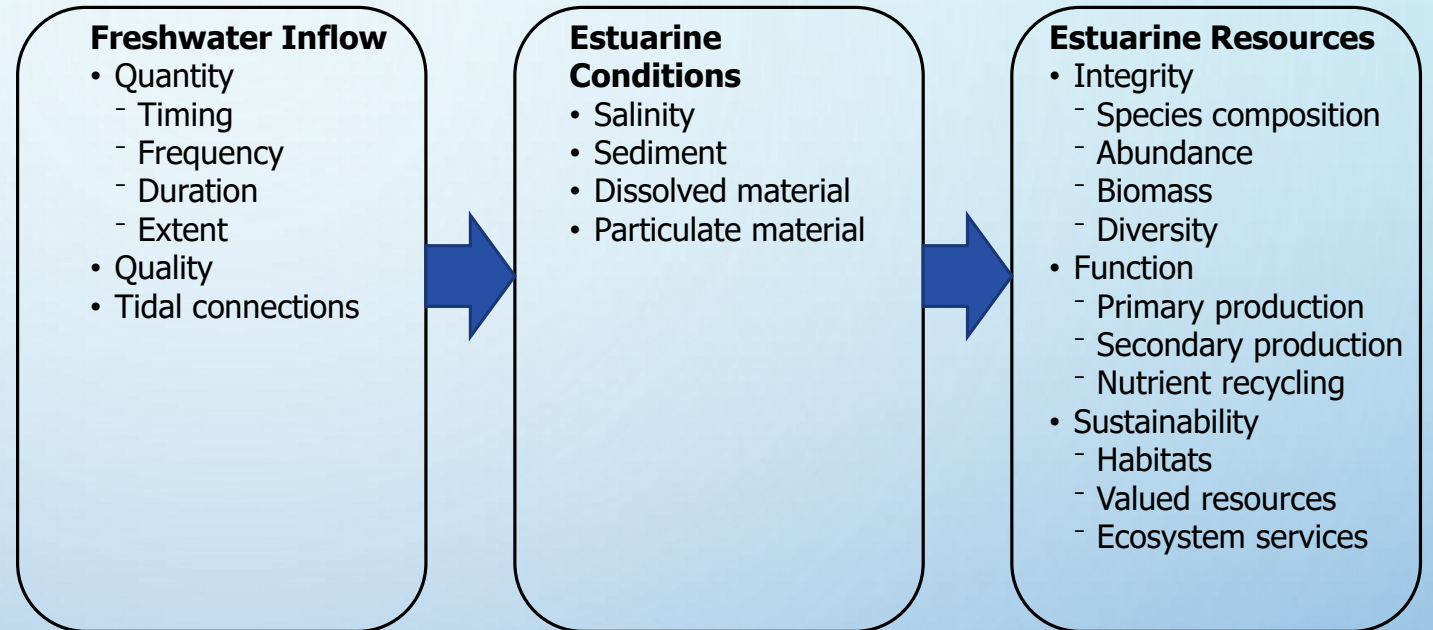 Freshwater Inflow
• Quantity
⁻ Timing
⁻ Frequency
⁻ Duration
⁻ Extent
• Quality
• Tidal connections
Estuarine
Conditions
• Salinity
• Sediment
• Dissolved material
• Particulate material
Estuarine Resources
• Integrity
⁻ Species composition
⁻ Abundance
⁻ Biomass
⁻ Diversity
• Function
⁻ Primary production
⁻ Secondary production
⁻ Nutrient recycling
• Sustainability
⁻ Habitats
⁻ Valued resources
⁻ Ecosystem services